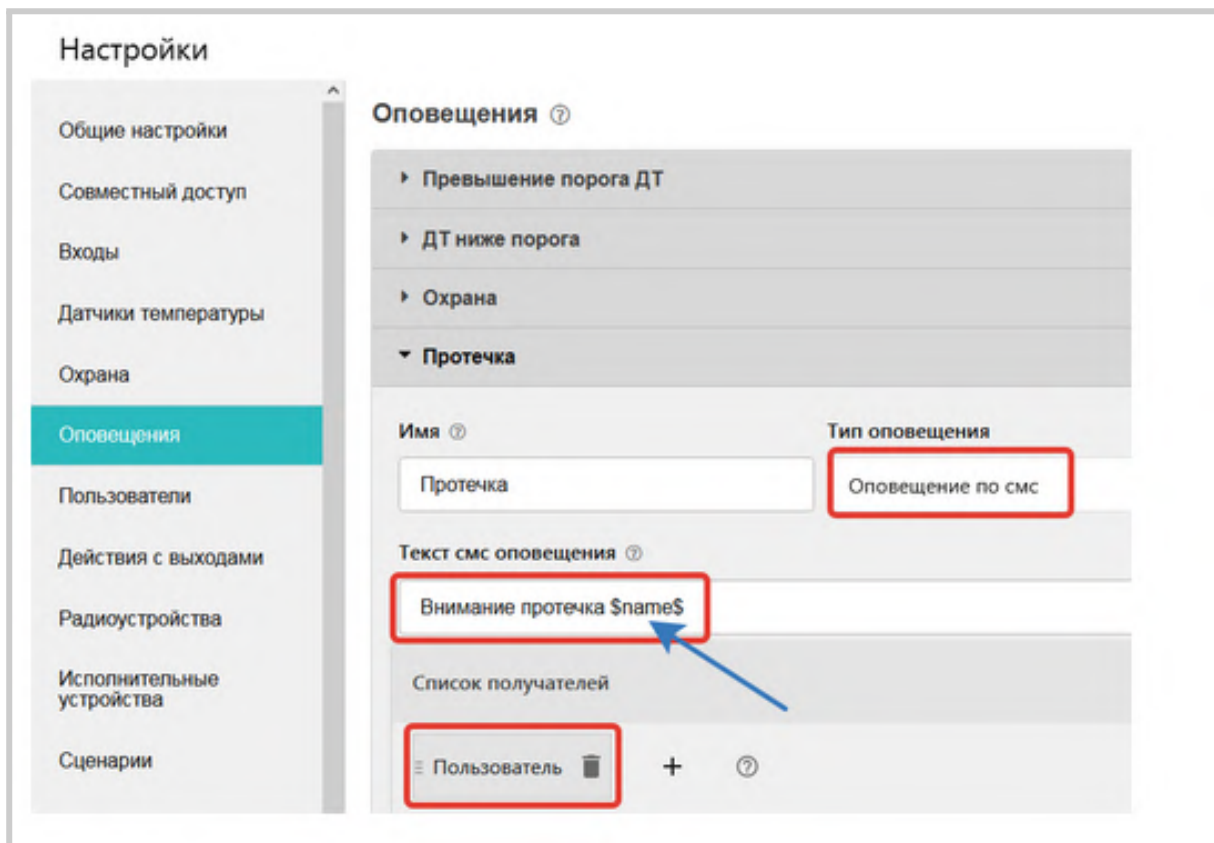 Настройки
Общие настройки
Совместный доступ
Входы
Датчики температуры
Охрана
Оповещения
Пользователи
Действия с выходами
Радиоустройства
Исполнительные
устройства
Сценарии
Оповещения
Превышение порога ДТ
ДТ ниже порога
Охрана
Протечка
Имя Тип оповещения
Протечка Оповещение по смс
Текст смс оповещения
Внимание протечка $name$
Список получателей
Пользователь +